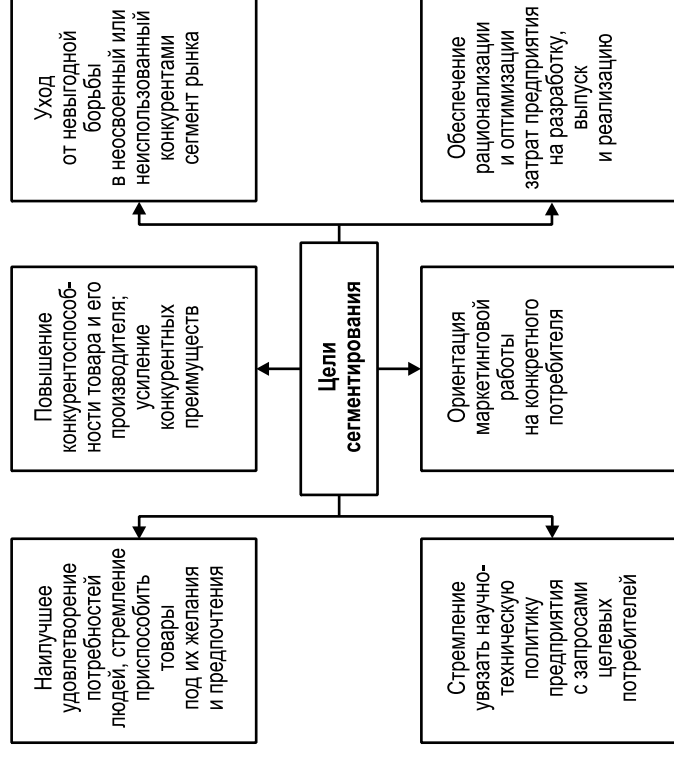 Наилучшее
удовлетворение
потребностей
людей, стремление
приспособить
товары
под их желания
и предпочтения
Повышение
конкурентоспособ-
ности товара и его
производителя;
усиление
конкурентных
преимуществ
Уход
от невыгодной
борьбы
в неосвоенный или
неиспользованный
конкурентами
сегмент рынка
Цели
сегментирования
Стремление
увязать научно-
техническую
политику
предприятия
с запросами
целевых
потребителей
Ориентация
маркетинговой
работы
на конкретного
потребителя
Обеспечение
рационализации
и оптимизации
затрат предприятия
на разработку,
выпуск
и реализацию